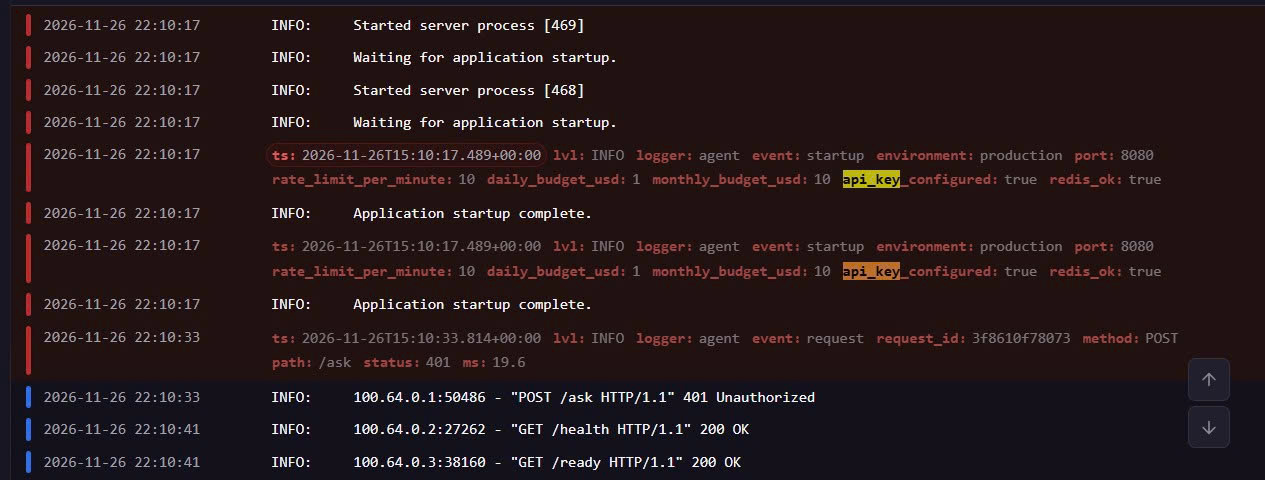 2026-11-26 22:10:17 INFO: Started server process [469]
2026-11-26 22:10:17 INFO: Waiting for application startup.
2026-11-26 22:10:17 INFO: Started server process [468]
2026-11-26 22:10:17 INFO: Waiting for application startup.
2026-11-26 22:10:17 ts: 2026-11-26T15:10:17.489+00:00 lvl: INFO logger: agent event: startup environment: production port: 8080
rate_limit_per_minute: 10 daily_budget_usd: 1 monthly_budget_usd: 10 api_key_configured: true redis_ok: true
2026-11-26 22:10:17 INFO: Application startup complete.
2026-11-26 22:10:17 ts: 2026-11-26T15:10:17.489+00:00 lvl: INFO logger: agent event: startup environment: production port: 8080
rate_limit_per_minute: 10 daily_budget_usd: 1 monthly_budget_usd: 10 api_key_configured: true redis_ok: true
2026-11-26 22:10:17 INFO: Application startup complete.
2026-11-26 22:10:33 ts: 2026-11-26T15:10:33.814+00:00 lvl: INFO logger: agent event: request request_id: 3f8610f78073 method: POST
path: /ask status: 401 ms: 19.6
2026-11-26 22:10:33 INFO: 100.64.0.1:50486 - "POST /ask HTTP/1.1" 401 Unauthorized
2026-11-26 22:10:41 INFO: 100.64.0.2:27262 - "GET /health HTTP/1.1" 200 OK
2026-11-26 22:10:41 INFO: 100.64.0.3:38160 - "GET /ready HTTP/1.1" 200 OK